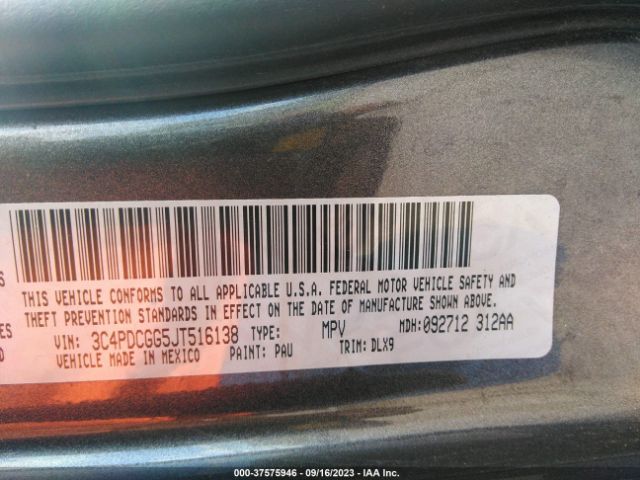 S
THIS VEHICLE CONFORMS TO ALL APPLICABLE U.S.A. FEDERAL MOTOR VEHICLE SAFETY AND
THEFT PREVENTION STANDARDS IN EFFECT ON THE DATE OF MANUFACTURE SHOWN ABOVE.
ES
VIN: 3C4PDCGG5JT516138 TYPE: MPV MDH: 092712 312AA
D
VEHICLE MADE IN MEXICO PAINT: PAU TRIM: DLX9
000-37575946 - 09/16/2023 - IAA Inc.